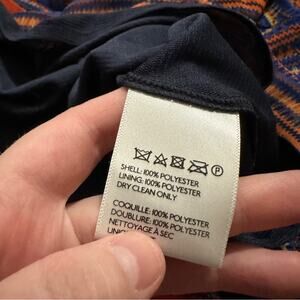 P
SHELL: 100% POLYESTER
LINING: 100% POLYESTER
DRY CLEAN ONLY
COQUILLE: 100% POLYESTER
DOUBLURE: 100% POLYESTER
NETTOYAGE À SEC